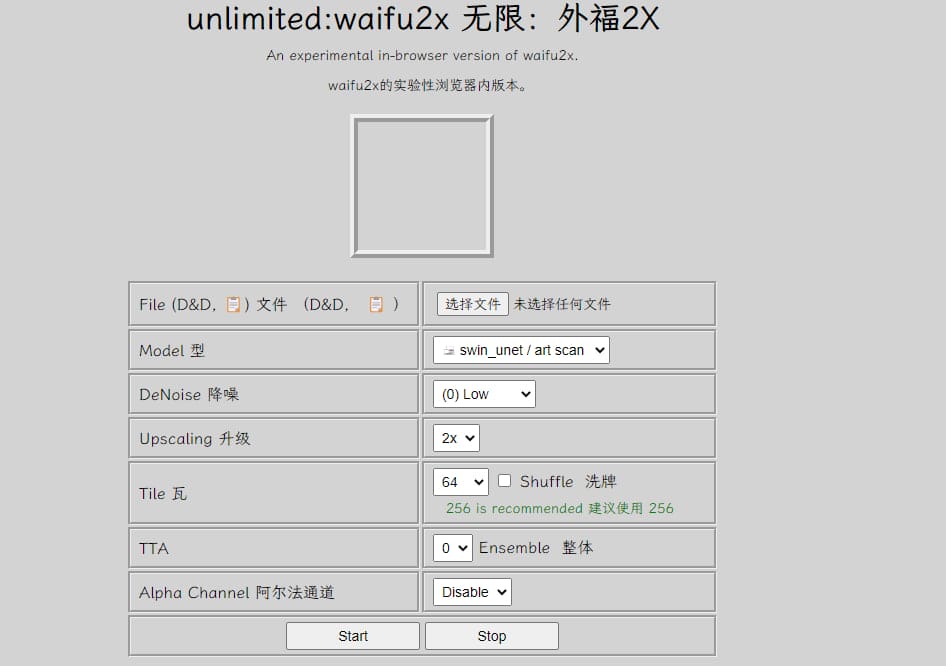 unlimited:waifu2x 无限：外福2X
An experimental in-browser version of waifu2x.
waifu2x的实验性浏览器内版本。
File (D&D, 📋) 文件 （D&D, 📋 ）
选择文件 未选择任何文件
Model 型
swin_unet / art scan
DeNoise 降噪
(0) Low
Upscaling 升级
2x
Tile 瓦
64 Shuffle 洗牌
256 is recommended 建议使用 256
TTA
0 Ensemble 整体
Alpha Channel 阿尔法通道
Disable
Start Stop